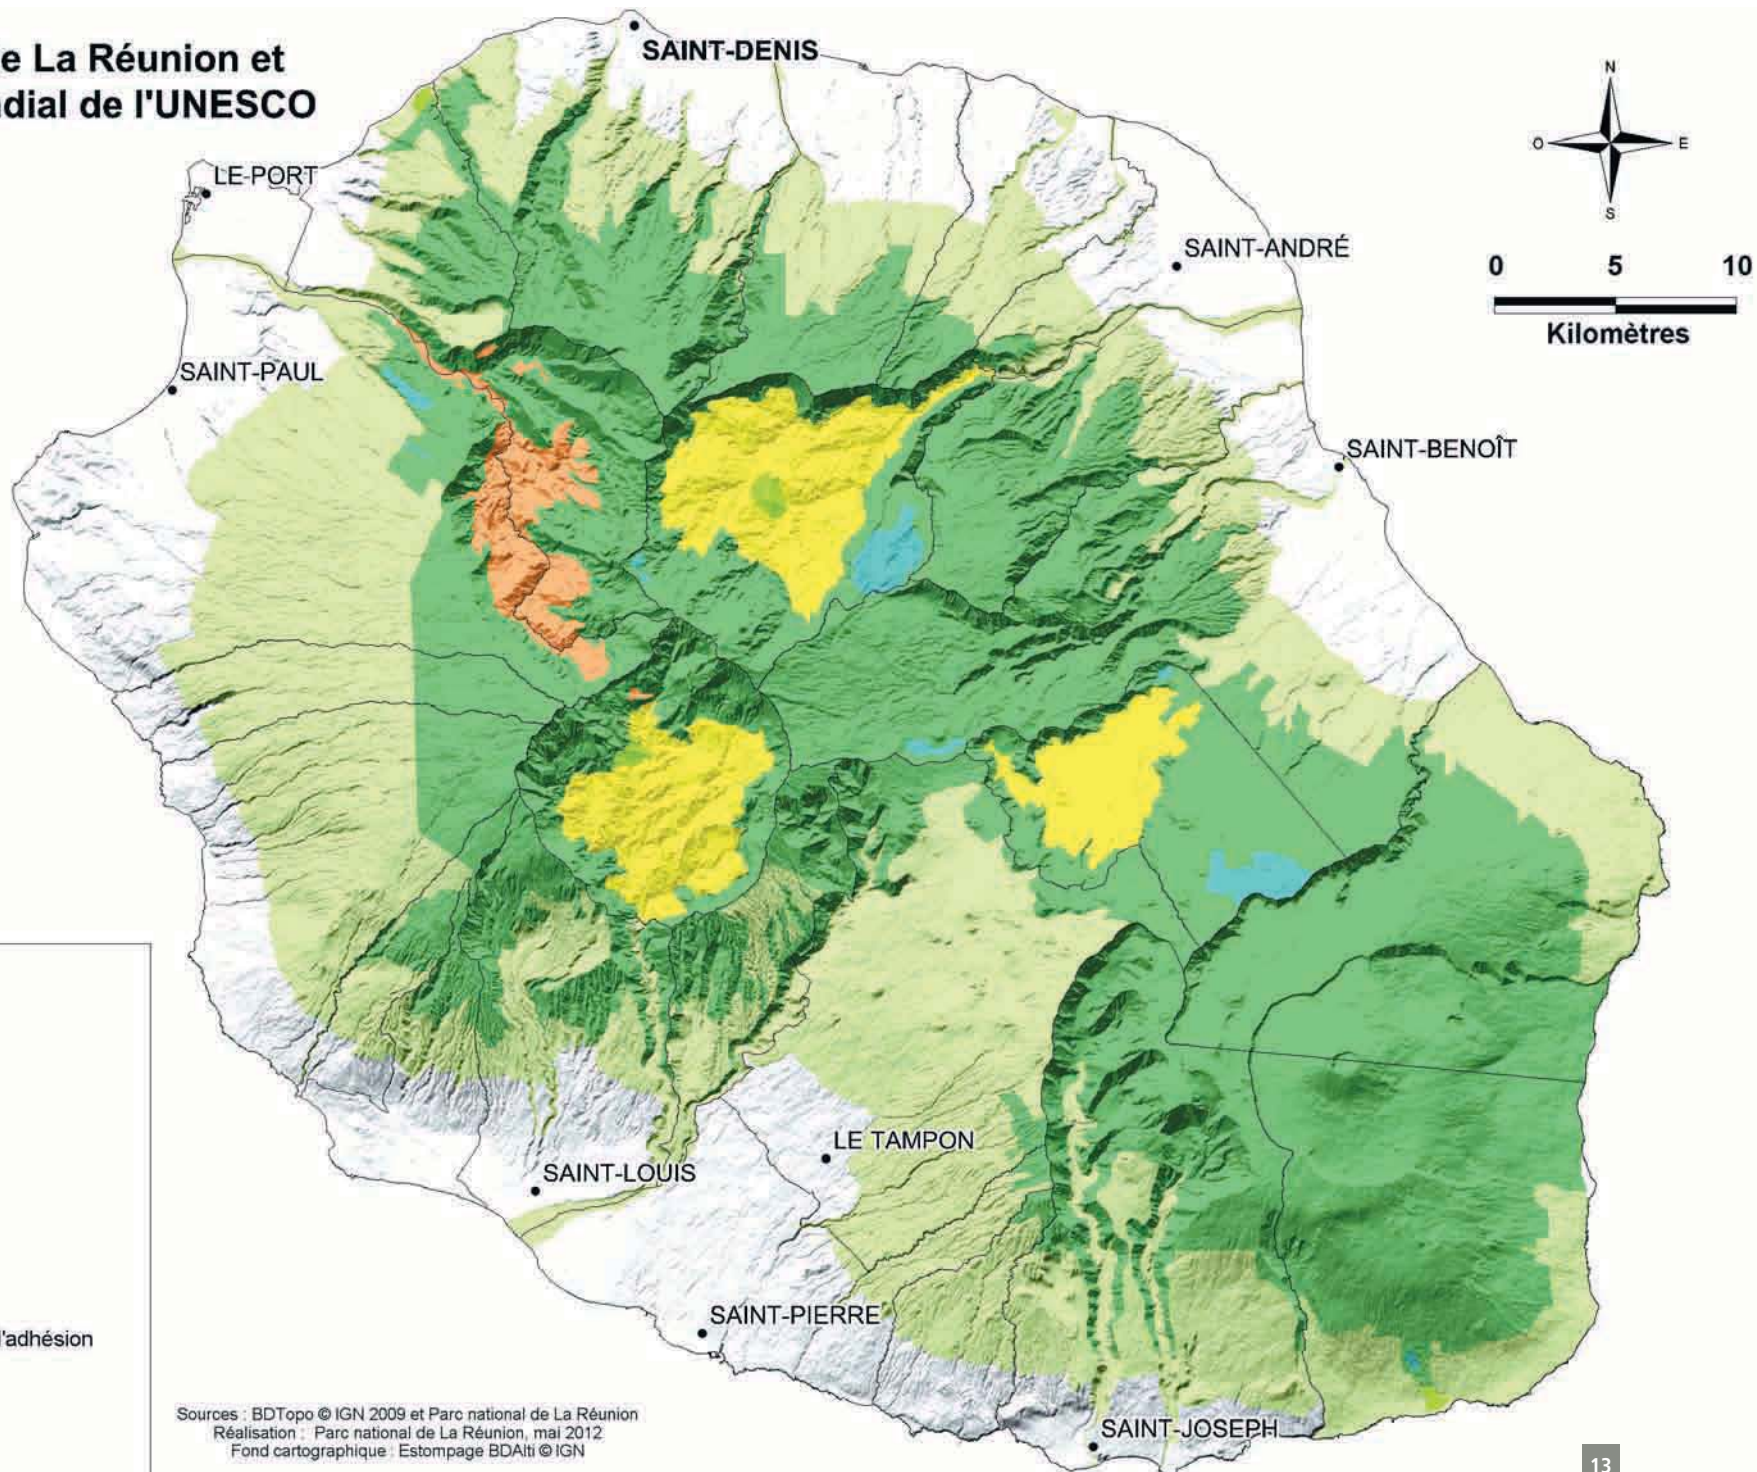 e La Réunion et
ndial de l'UNESCO
SAINT-DENIS
N
O
E
S
LE-PORT
SAINT-ANDRÉ
0 5 10
Kilomètres
SAINT-PAUL
SAINT-BENOÎT
LE TAMPON
SAINT-LOUIS
SAINT-PIERRE
l'adhésion
SAINT-JOSEPH
Sources : BDTopo © IGN 2009 et Parc national de La Réunion
Réalisation : Parc national de La Réunion, mai 2012
Fond cartographique : Estompage BDAlti © IGN
13